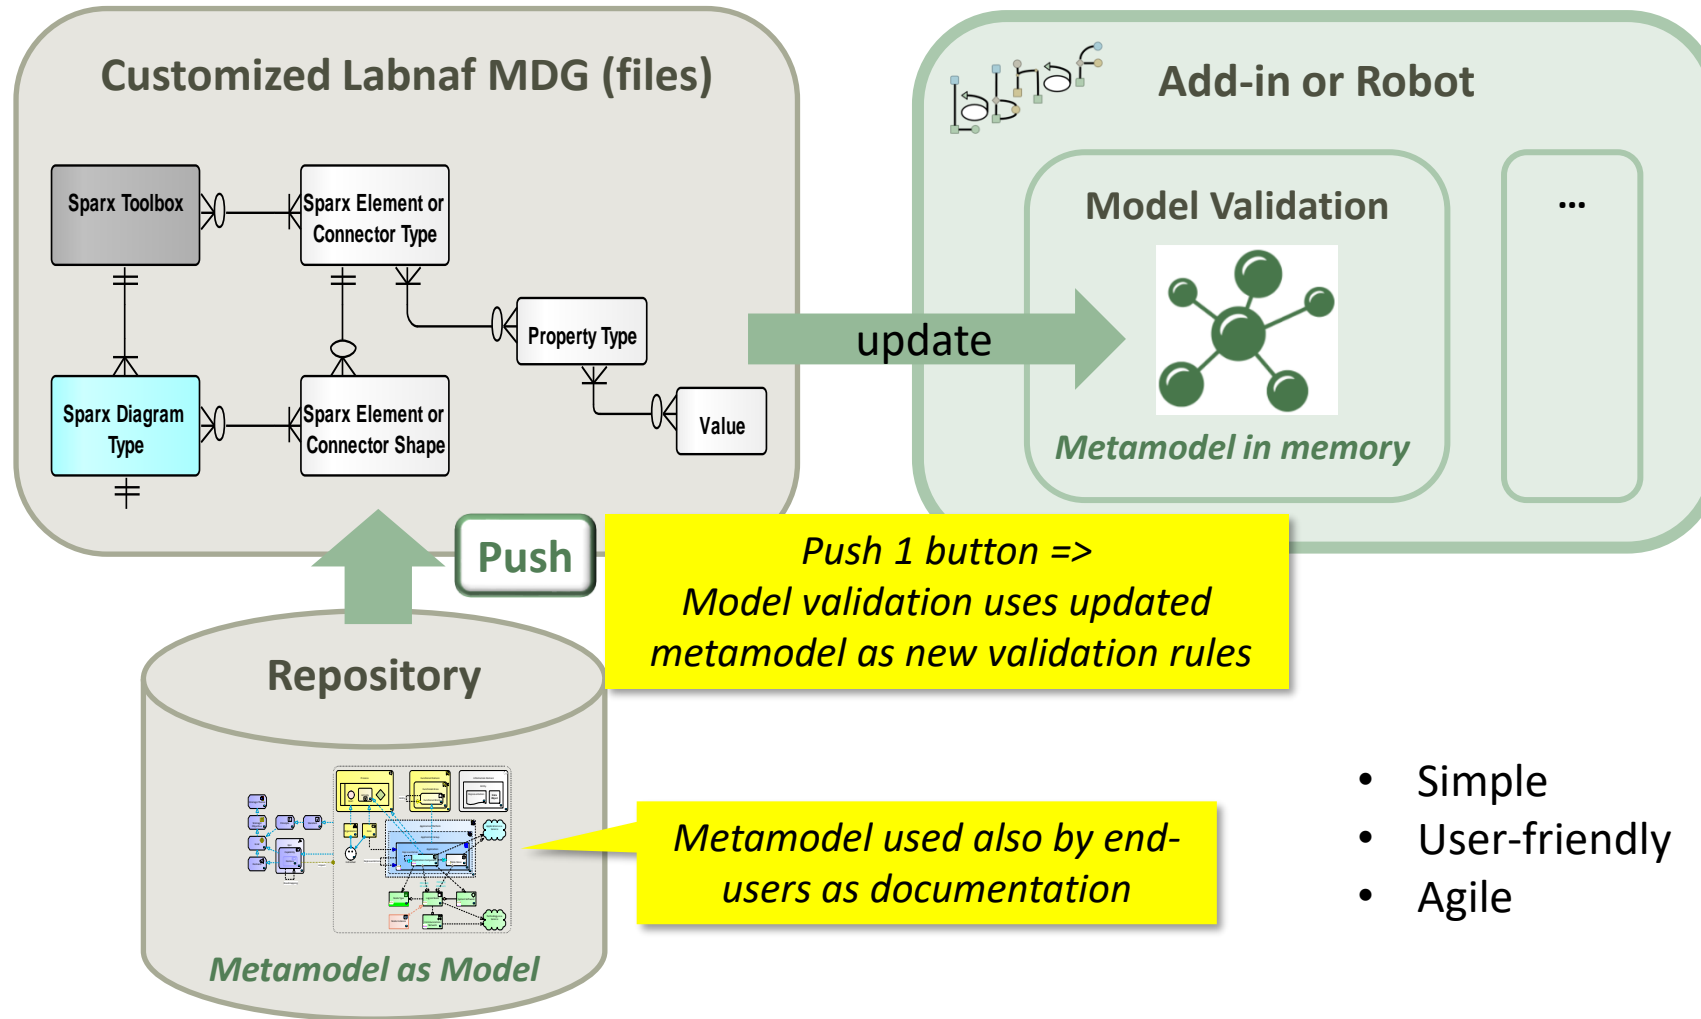 Customized Labnaf MDG (files)
Sparx Toolbox
Sparx Element or
Connector Type
Property Type
Sparx Diagram
Type
Sparx Element or
Connector Shape
Value
update
labnaf
Add-in or Robot
Model Validation
Metamodel in memory
...
Push
Push 1 button =>
Model validation uses updated
metamodel as new validation rules
Repository
Metamodel as Model
Metamodel used also by end-
users as documentation
• Simple
• User-friendly
• Agile